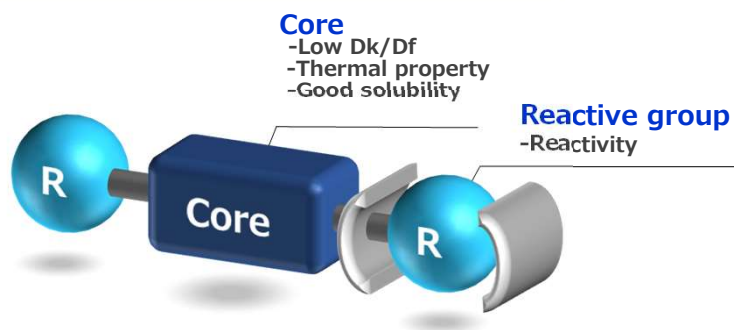 Core
-Low Dk/Df
-Thermal property
-Good solubility
Reactive group
-Reactivity
R
Core
R